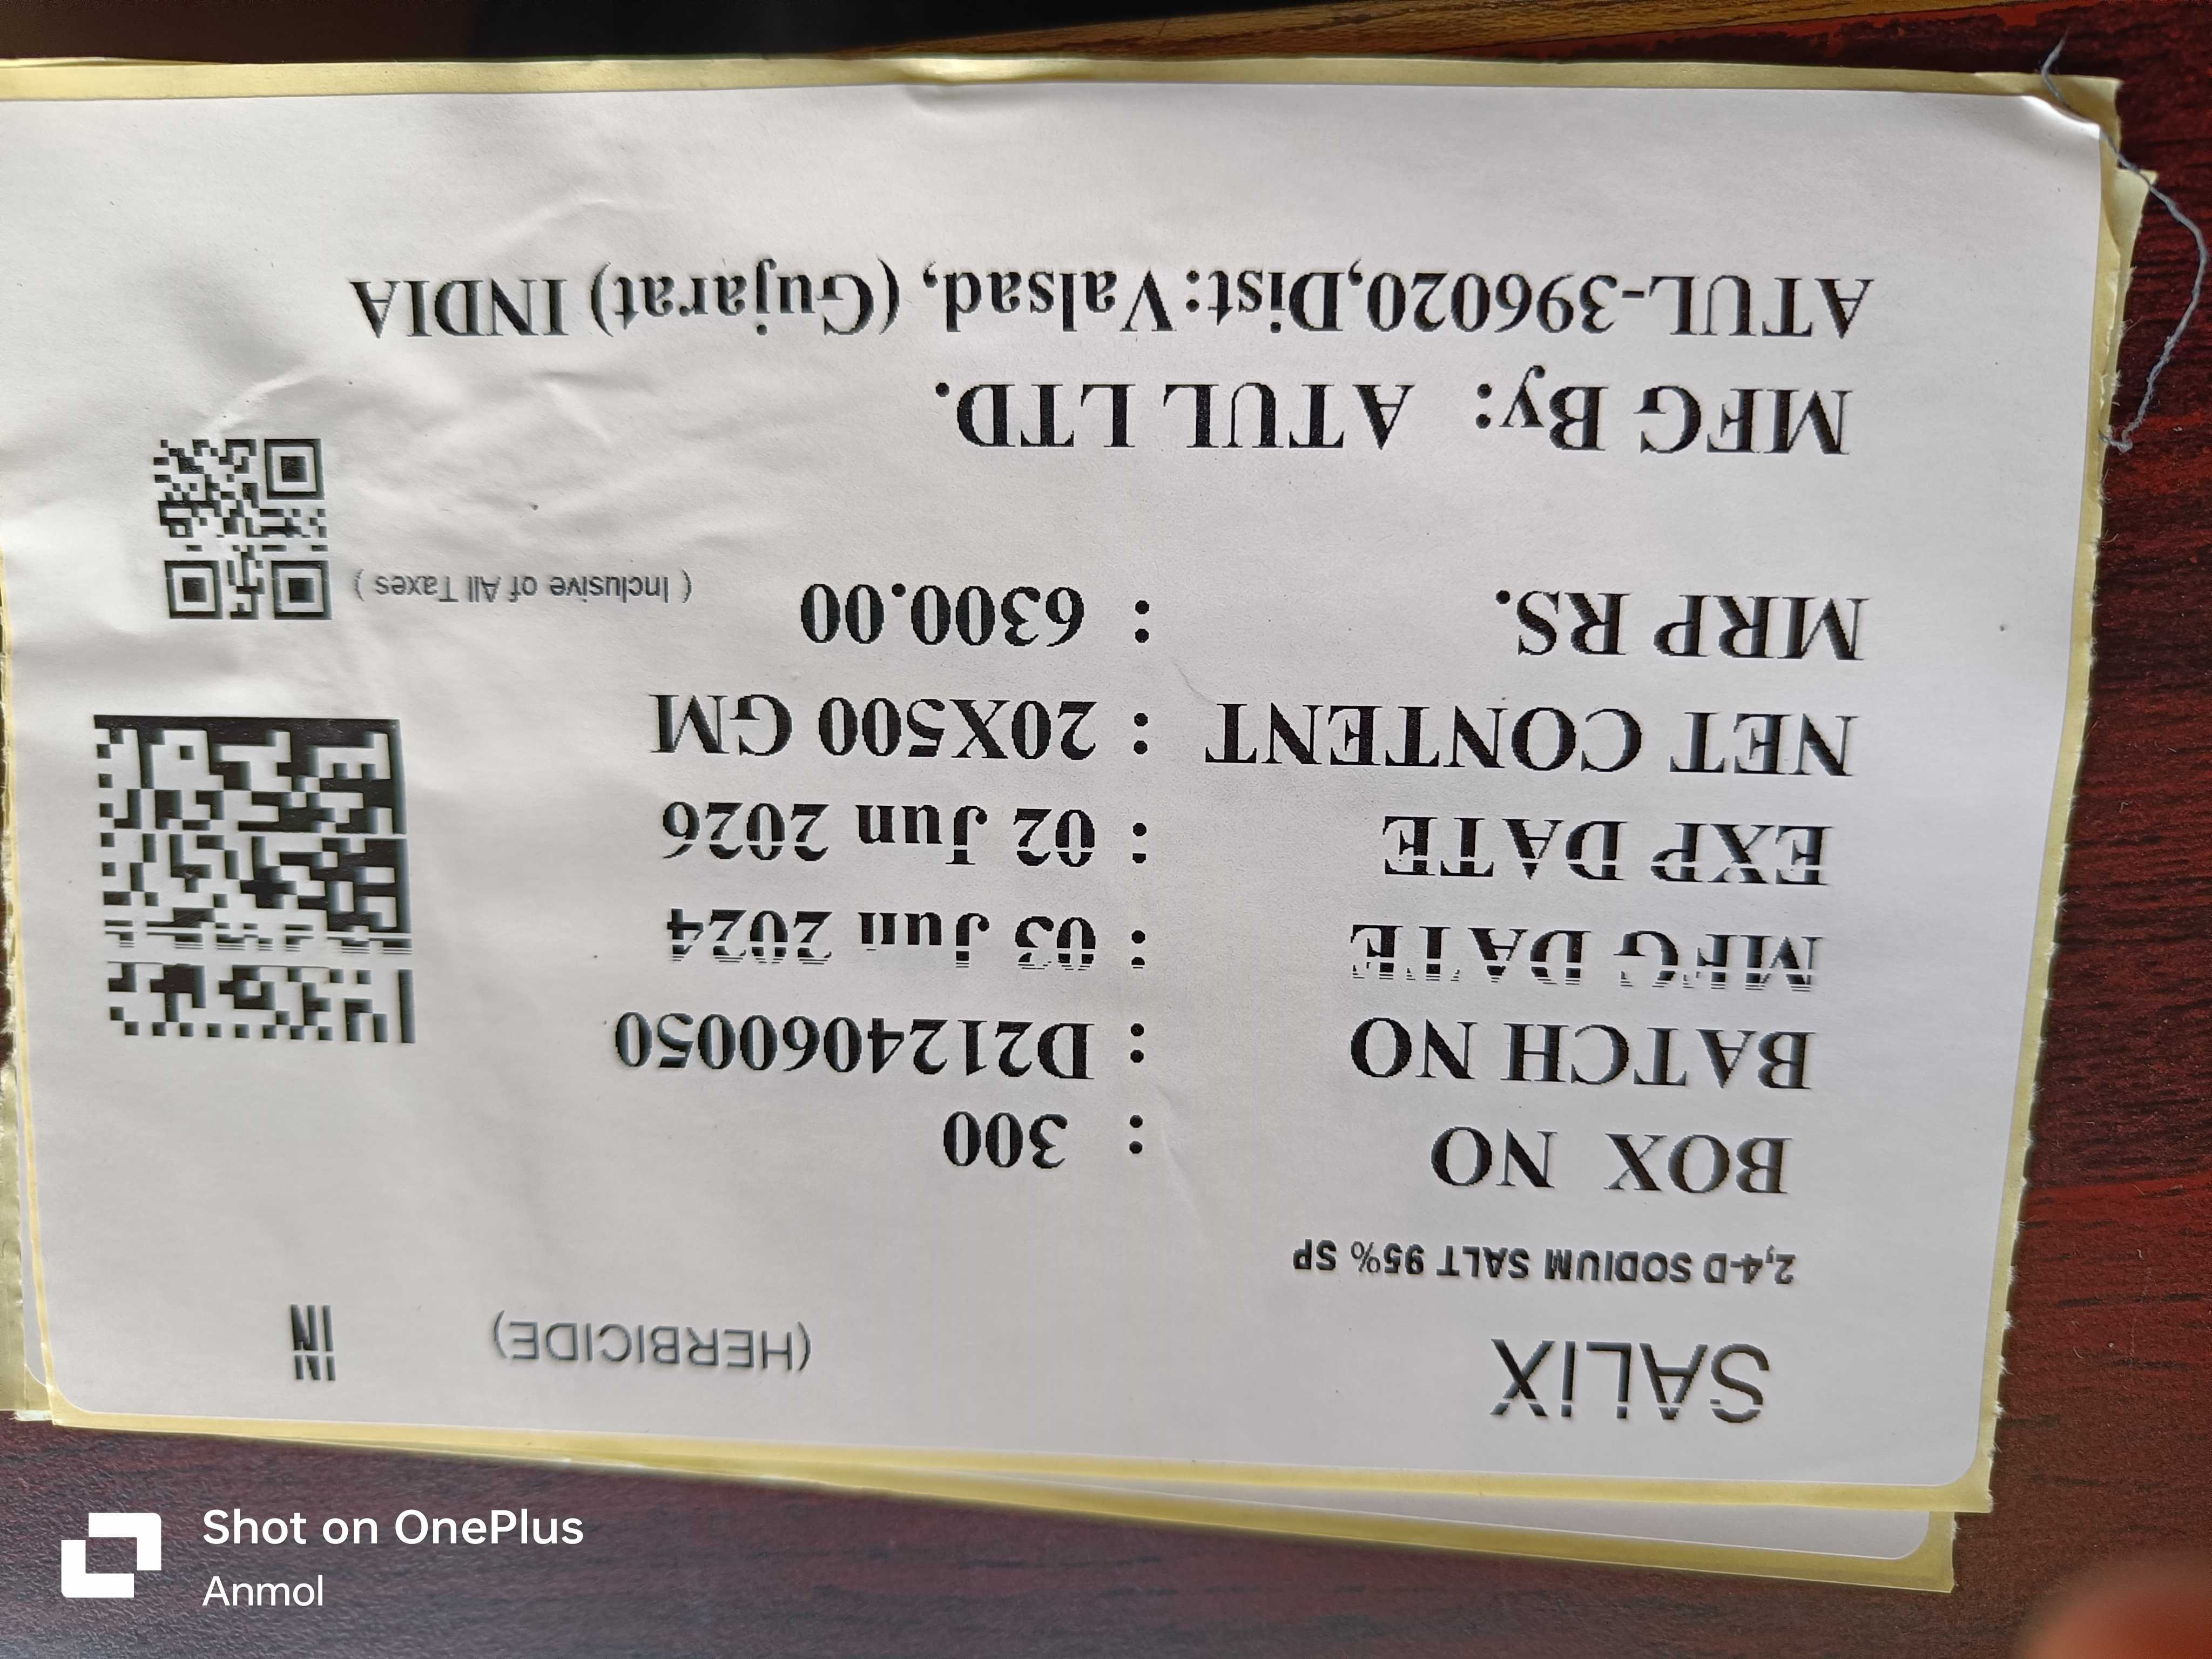 SALIX (HERBICIDE) IN
2,4-D SODIUM SALT 95% SP
BOX NO : 300
BATCH NO : D2124060050
MFG DATE : 03 Jun 2024
EXP DATE : 02 Jun 2026
NET CONTENT : 20X500 GM
MRP RS. : 6300.00 ( Inclusive of All Taxes )
MFG By: ATUL LTD.
ATUL-396020,Dist:Valsad, (Gujarat) INDIA
Shot on OnePlus
Anmol